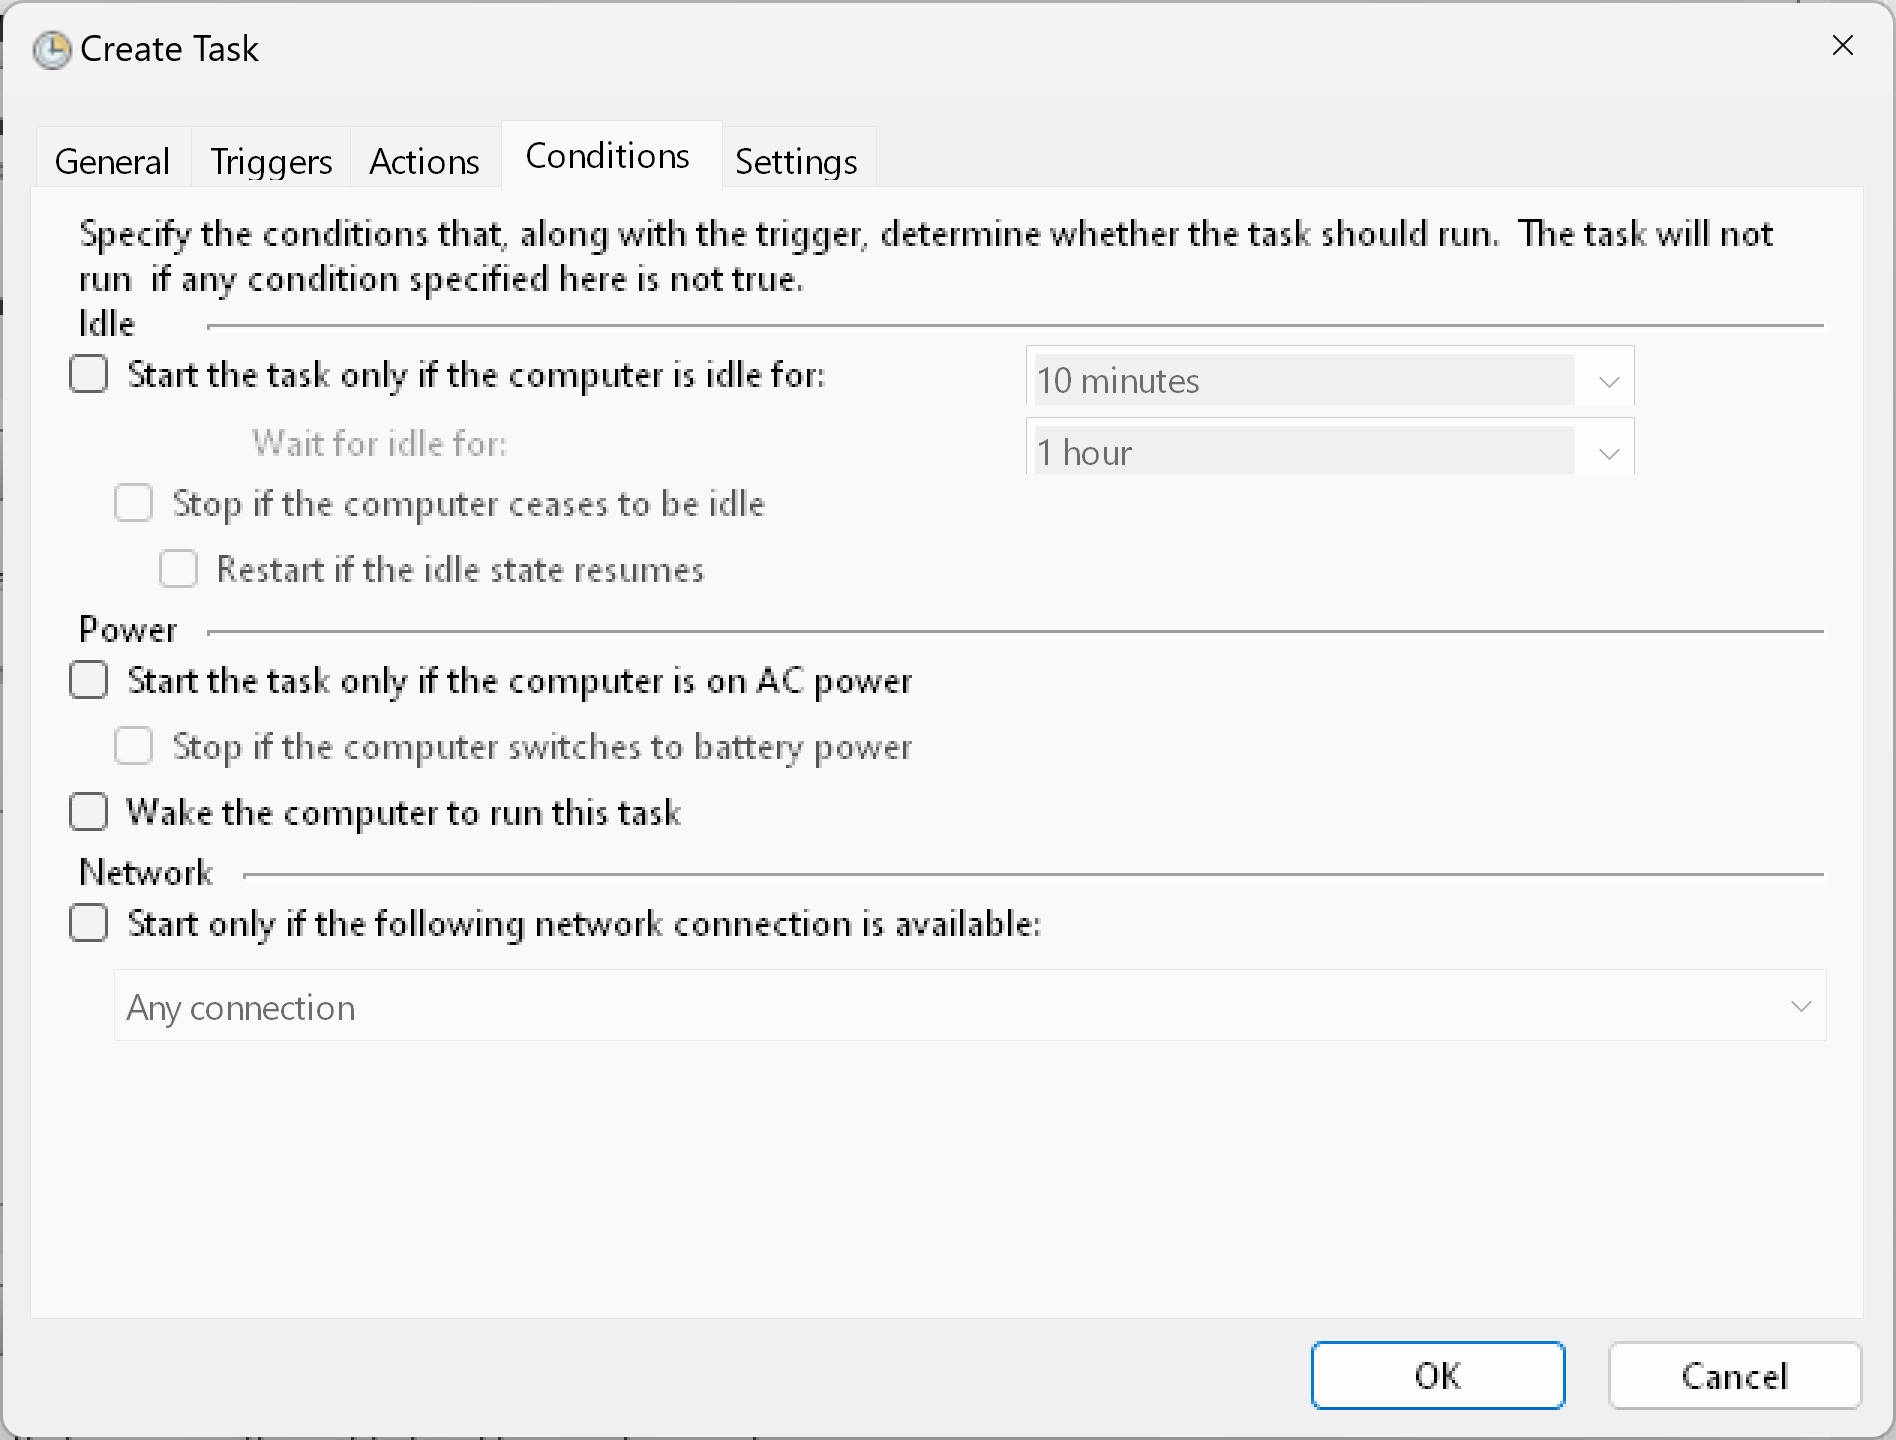 Create Task
General Triggers Actions Conditions Settings
Specify the conditions that, along with the trigger, determine whether the task should run.  The task will not
run  if any condition specified here is not true.
Idle
Start the task only if the computer is idle for: 10 minutes
Wait for idle for: 1 hour
Stop if the computer ceases to be idle
Restart if the idle state resumes
Power
Start the task only if the computer is on AC power
Stop if the computer switches to battery power
Wake the computer to run this task
Network
Start only if the following network connection is available:
Any connection
OK Cancel